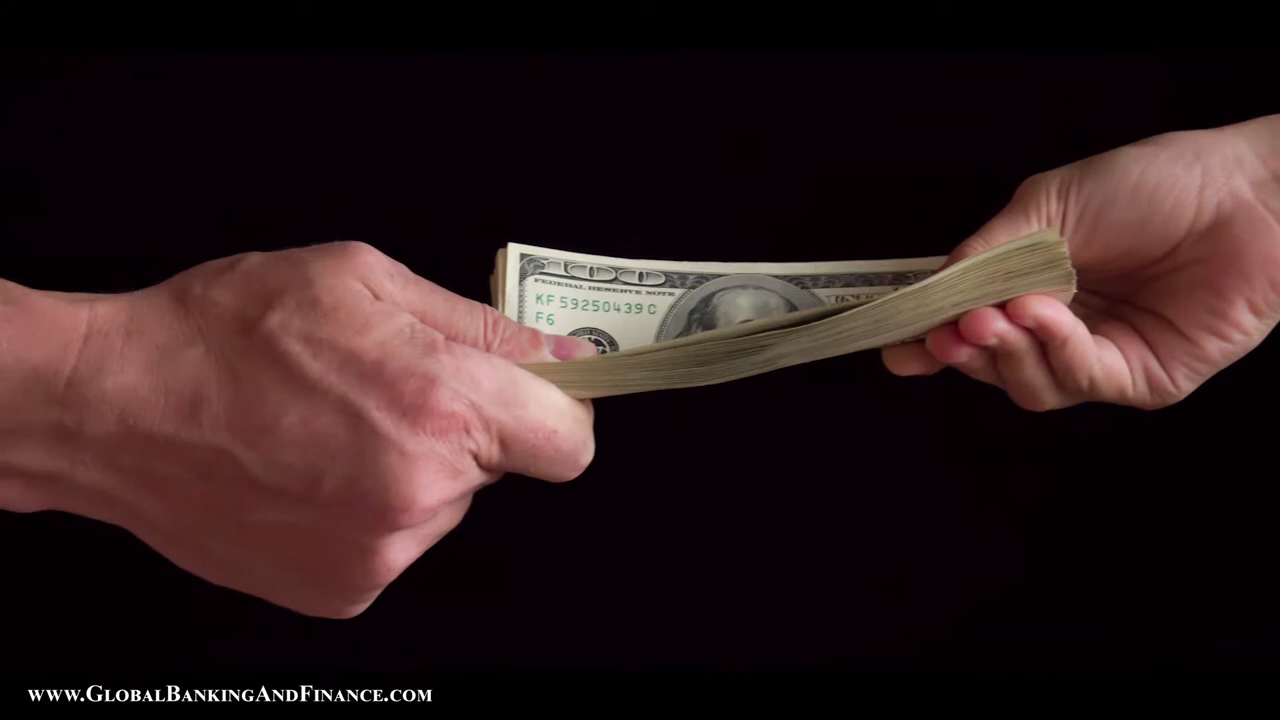 100
FEDERAL RESERVE NOTE
KF 59250439 C
F6
www.GlobalBankingAndFinance.com